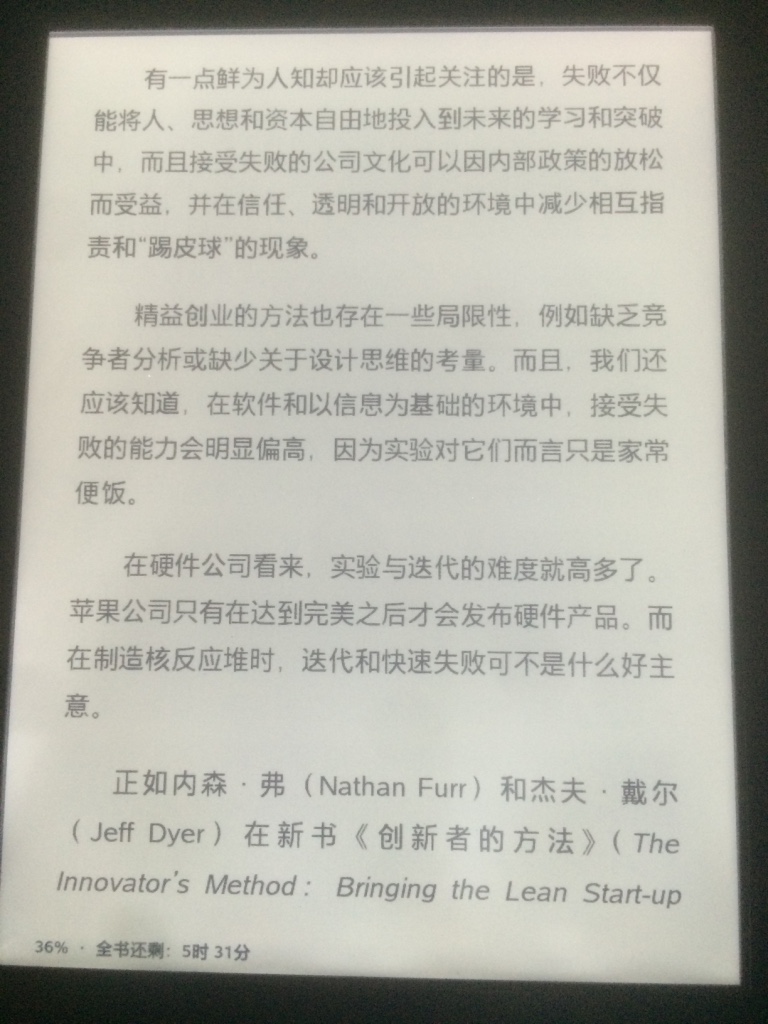 有一点鲜为人知却应该引起关注的是，失败不仅
能将人、思想和资本自由地投入到未来的学习和突破
中，而且接受失败的公司文化可以因内部政策的放松
而受益，并在信任、透明和开放的环境中减少相互指
责和“踢皮球”的现象。
精益创业的方法也存在一些局限性，例如缺乏竞
争者分析或缺少关于设计思维的考量。而且，我们还
应该知道，在软件和以信息为基础的环境中，接受失
败的能力会明显偏高，因为实验对它们而言只是家常
便饭。
在硬件公司看来，实验与迭代的难度就高多了。
苹果公司只有在达到完美之后才会发布硬件产品。而
在制造核反应堆时，迭代和快速失败可不是什么好主
意。
正如内森·弗（Nathan Furr）和杰夫·戴尔
（Jeff Dyer）在新书《创新者的方法》（The
Innovator's Method：Bringing the Lean Start-up
36% · 全书还剩：5时 31分